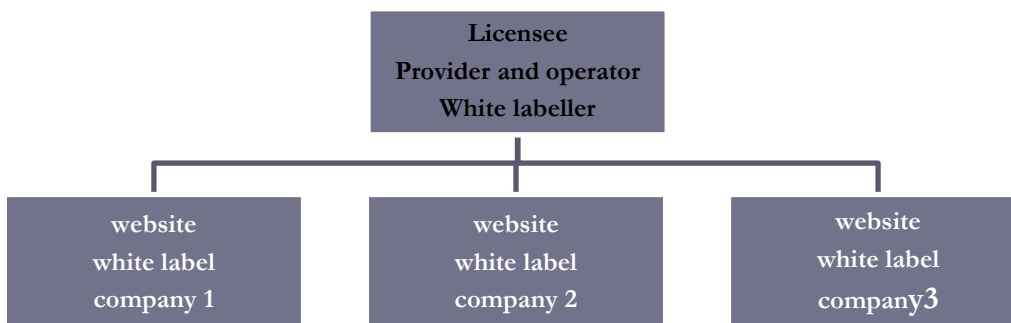 Licensee
Provider and operator
White labeller
website
white label
company 1
website
white label
company 2
website
white label
company3